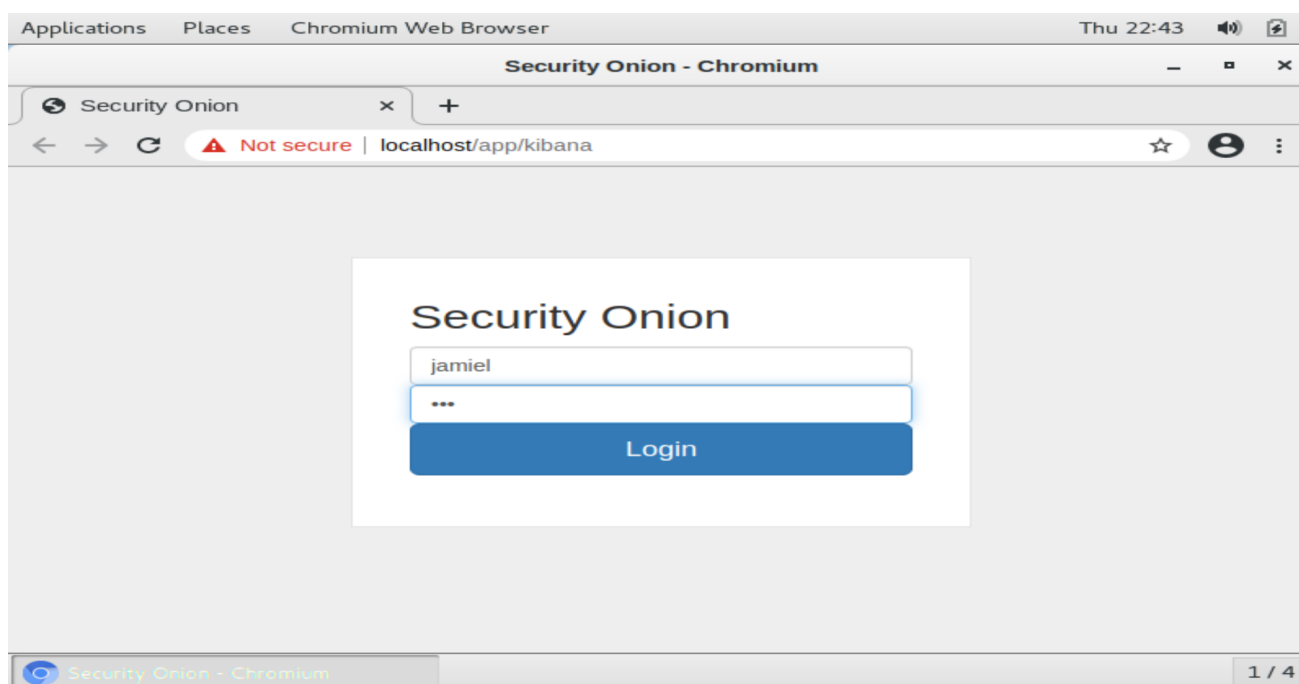 Applications Places Chromium Web Browser Thu 22:43
Security Onion - Chromium
Security Onion
Not secure | localhost/app/kibana
Security Onion
jamiel
•••
Login
Security Onion - Chromium
1 / 4